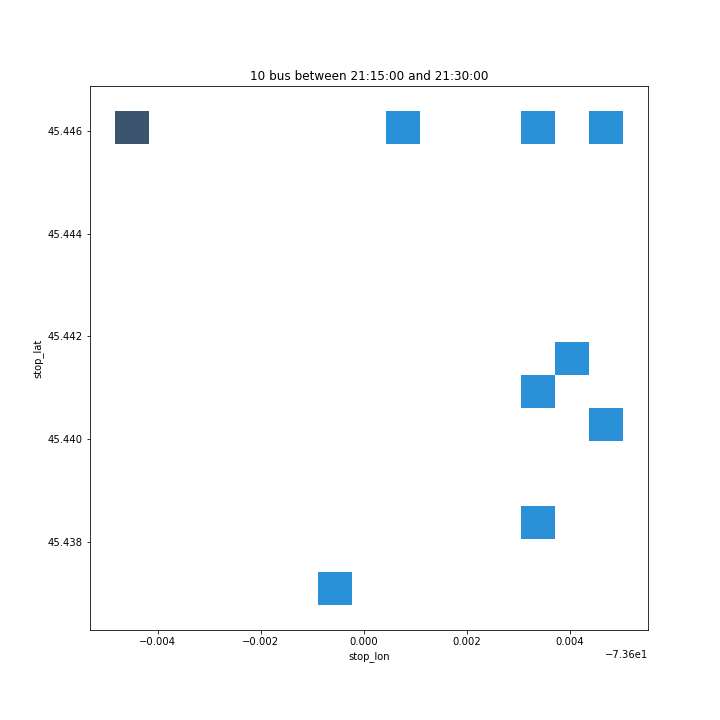 10 bus between 21:15:00 and 21:30:00
45.446
45.444
45.442
45.440
45.438
stop_lat
−0.004 −0.002 0.000 0.002 0.004
stop_lon
−7.36e1